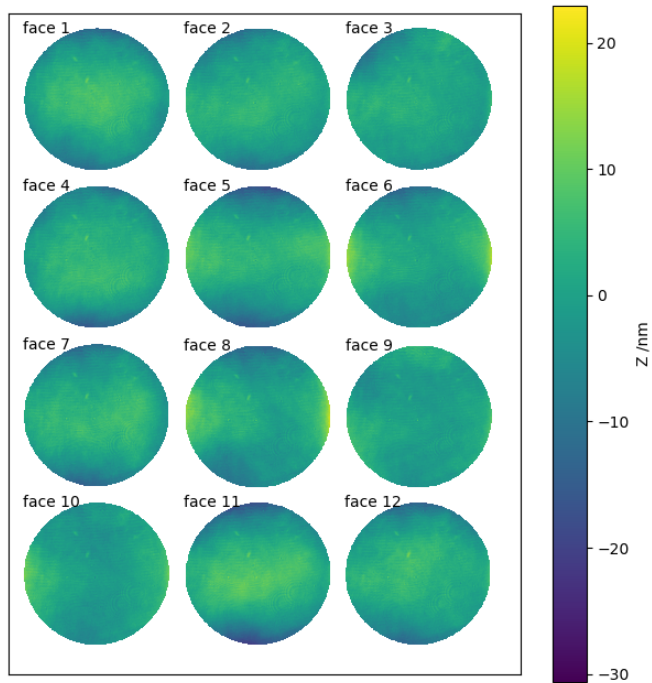 face 1
face 2
face 3
face 4
face 5
face 6
face 7
face 8
face 9
face 10
face 11
face 12
20
10
0
−10
−20
−30
Z /nm